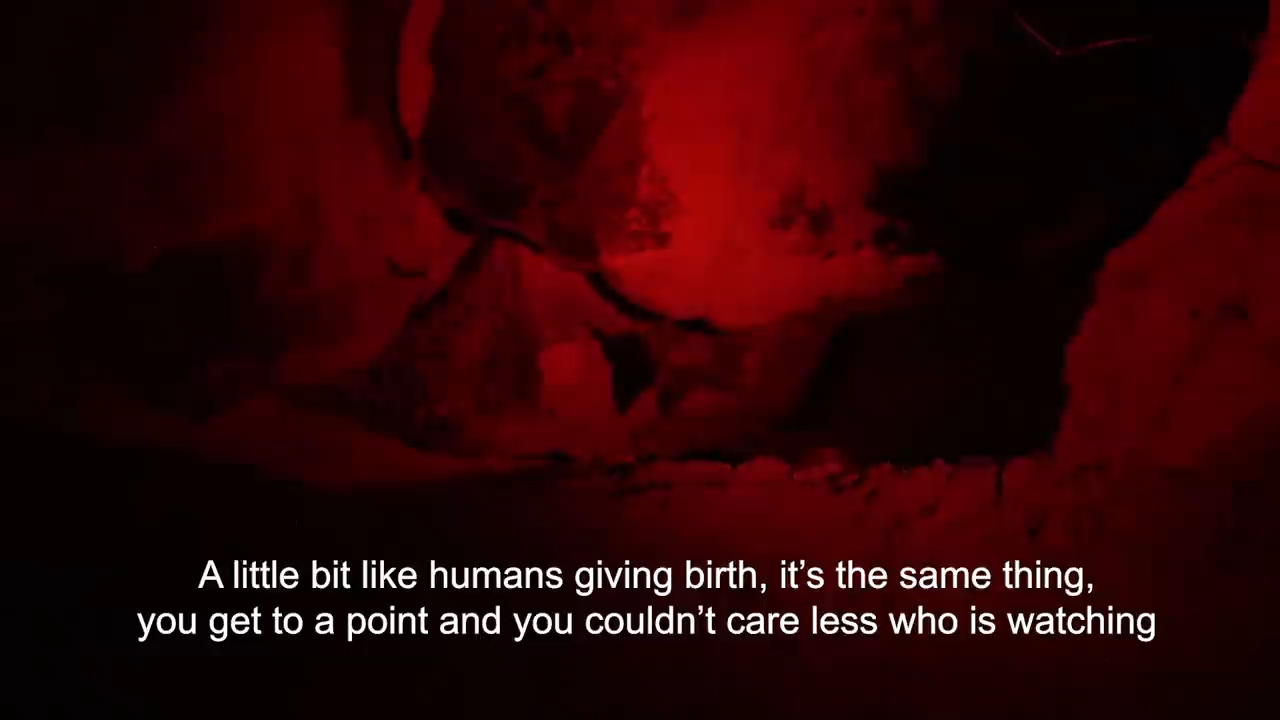 A little bit like humans giving birth, it’s the same thing,
you get to a point and you couldn’t care less who is watching